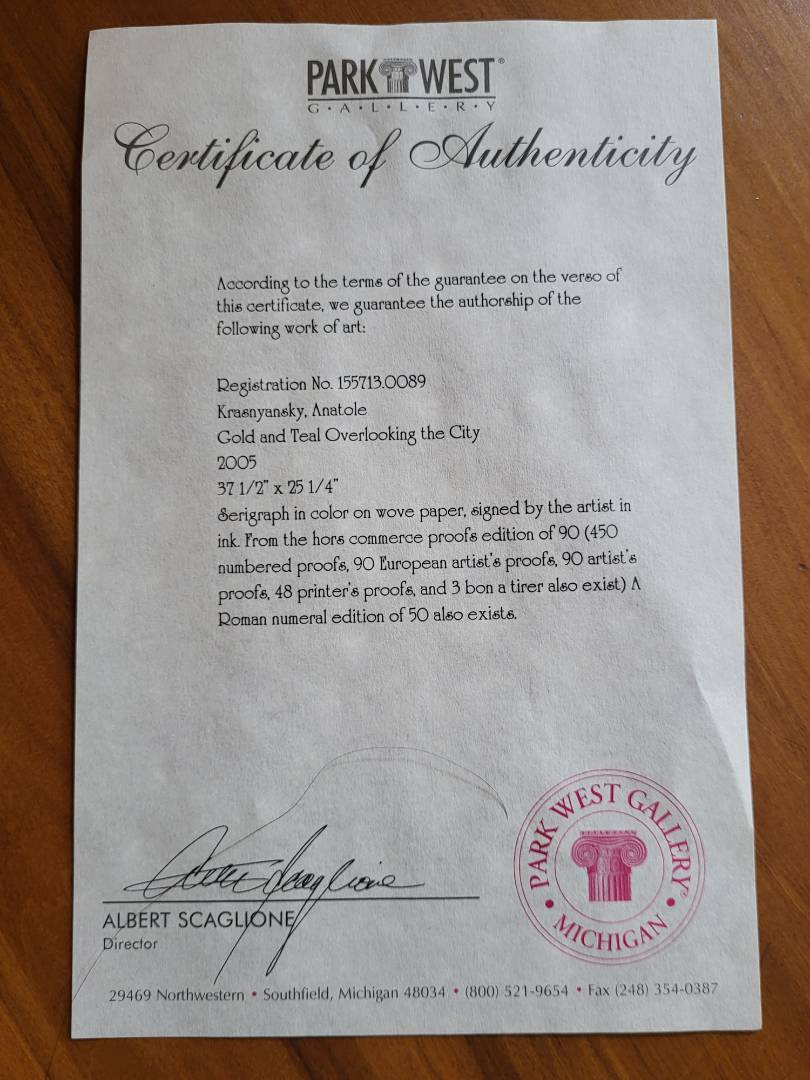 PARK WEST®
G·A·L·L·E·R·Y
Certificate of Authenticity
According to the terms of the guarantee on the verso of
this certificate, we guarantee the authorship of the
following work of art:
Registration No. 155713.0089
Krasnyansky, Anatole
Gold and Teal Overlooking the City
2005
37 1/2" x 25 1/4"
Serigraph in color on wove paper, signed by the artist in
ink. From the hors commerce proofs edition of 90 (450
numbered proofs, 90 European artist's proofs, 90 artist's
proofs, 48 printer's proofs, and 3 bon a tirer also exist) A
Roman numeral edition of 50 also exists.
ALBERT SCAGLIONE
Director
PARK WEST GALLERY®
• MICHIGAN •
29469 Northwestern • Southfield, Michigan 48034 • (800) 521-9654 • Fax (248) 354-0387